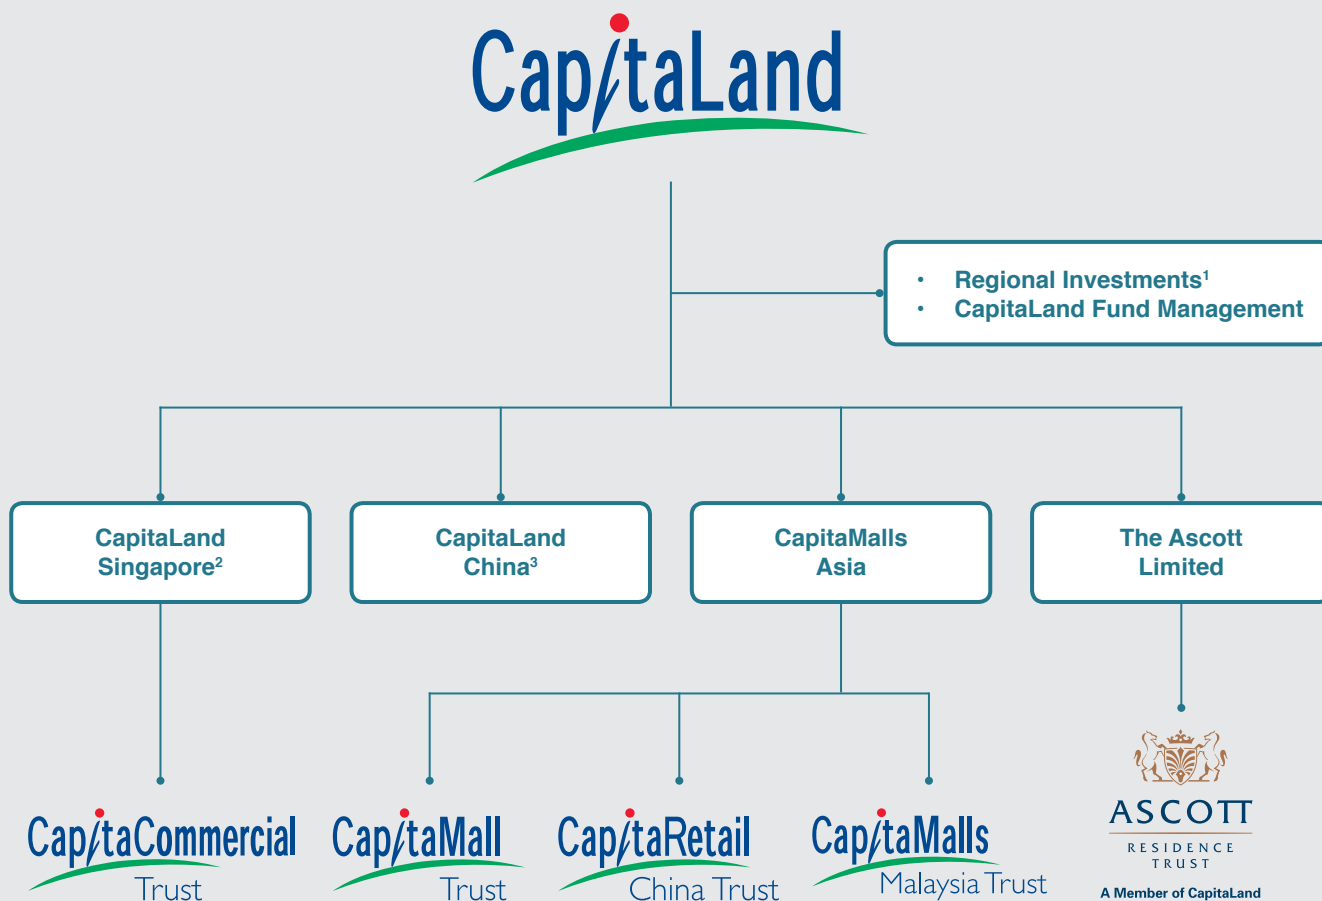 CapitaLand
• Regional Investments¹
• CapitaLand Fund Management
CapitaLand
Singapore²
CapitaLand
China³
CapitaMalls
Asia
The Ascott
Limited
CapitaCommercial
Trust
CapitaMall
Trust
CapitaRetail
China Trust
CapitaMalls
Malaysia Trust
ASCOTT
RESIDENCE
TRUST
A Member of CapitaLand